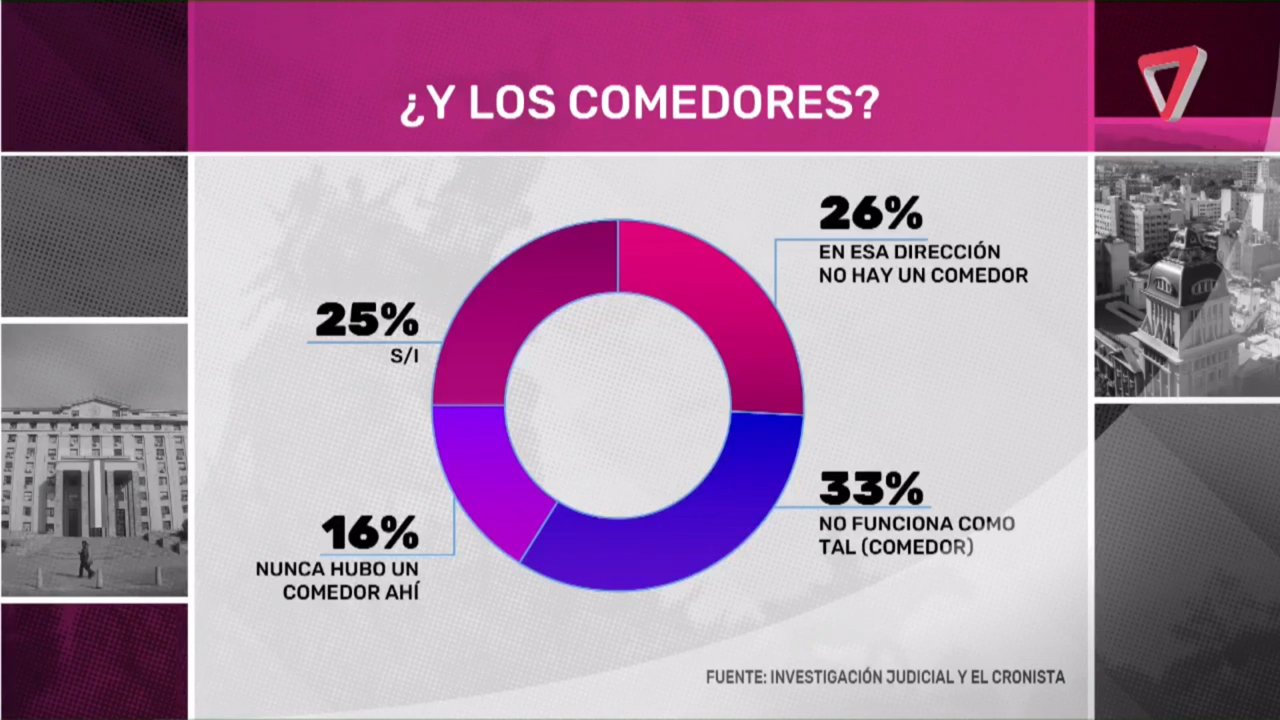 ¿Y LOS COMEDORES?
26%
EN ESA DIRECCIÓN
NO HAY UN COMEDOR
25%
S/I
33%
NO FUNCIONA COMO
TAL (COMEDOR)
16%
NUNCA HUBO UN
COMEDOR AHÍ
FUENTE: INVESTIGACIÓN JUDICIAL Y EL CRONISTA